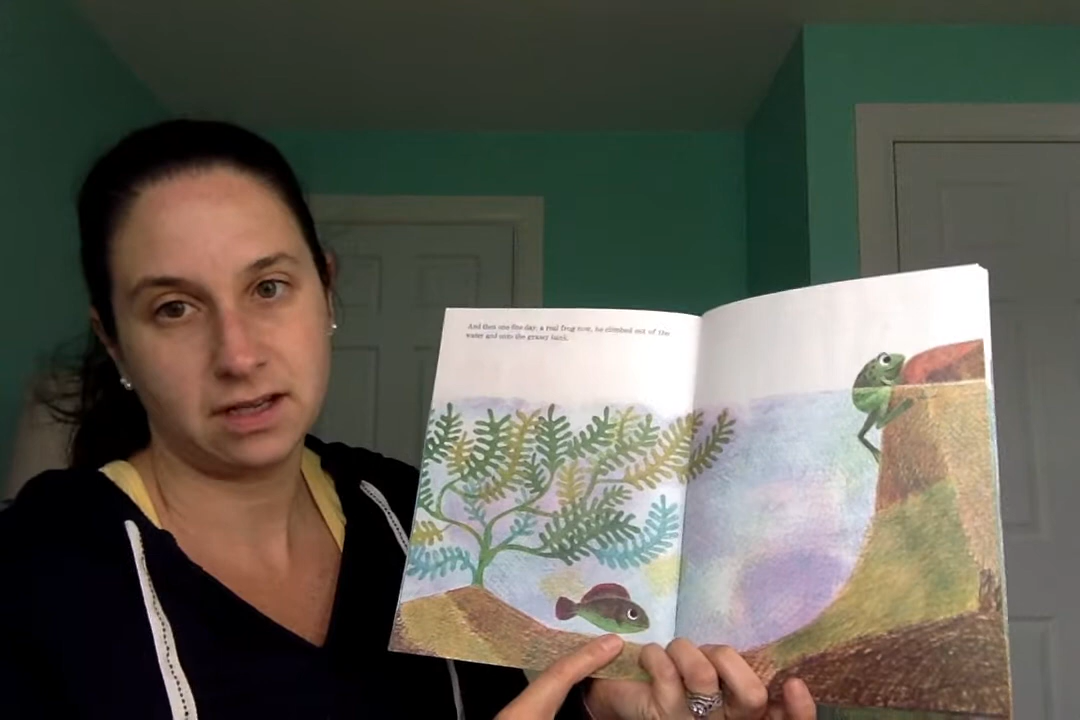 And then one fine day, a real frog now, he climbed out of the
water and onto the grassy bank.